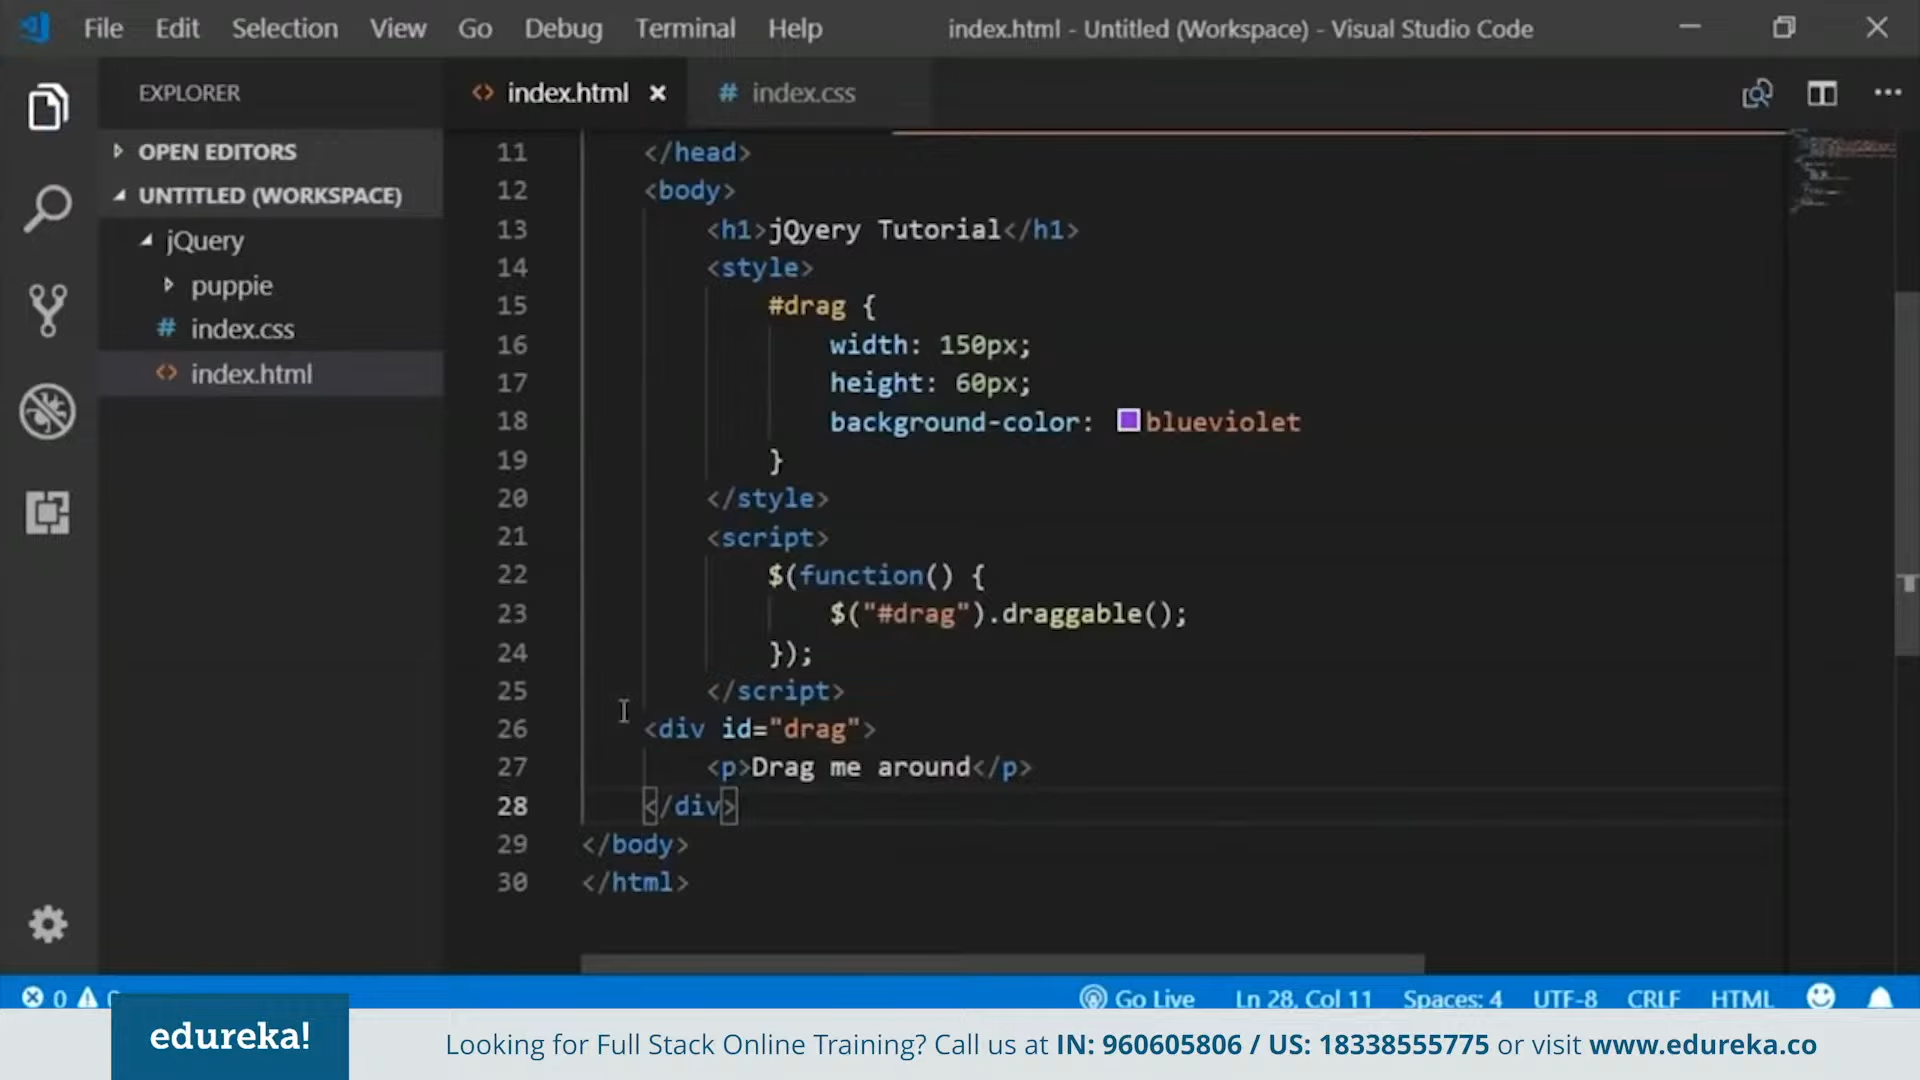 File Edit Selection View Go Debug Terminal Help index.html - Untitled (Workspace) - Visual Studio Code
EXPLORER
OPEN EDITORS
UNTITLED (WORKSPACE)
jQuery
puppie
# index.css
<> index.html
<> index.html × # index.css
11 </head>
12 <body>
13 <h1>jQyery Tutorial</h1>
14 <style>
15 #drag {
16 width: 150px;
17 height: 60px;
18 background-color: blueviolet
19 }
20 </style>
21 <script>
22 $(function() {
23 $("#drag").draggable();
24 });
25 </script>
26 <div id="drag">
27 <p>Drag me around</p>
28 </div>
29 </body>
30 </html>
0 0 Go Live Ln 28, Col 11 Spaces: 4 UTF-8 CRLF HTML
edureka!
Looking for Full Stack Online Training? Call us at IN: 960605806 / US: 18338555775 or visit www.edureka.co